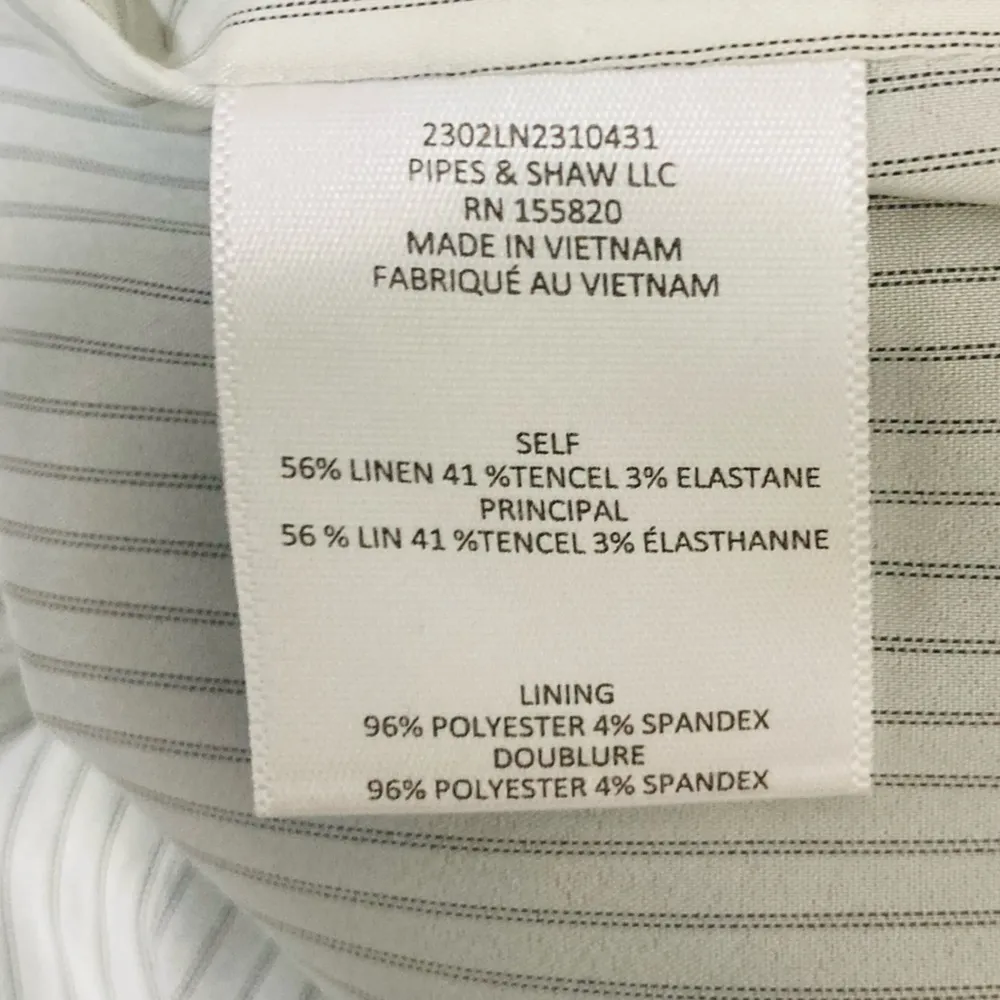 2302LN2310431
PIPES & SHAW LLC
RN 155820
MADE IN VIETNAM
FABRIQUÉ AU VIETNAM
SELF
56% LINEN 41 %TENCEL 3% ELASTANE
PRINCIPAL
56 % LIN 41 %TENCEL 3% ÉLASTHANNE
LINING
96% POLYESTER 4% SPANDEX
DOUBLURE
96% POLYESTER 4% SPANDEX